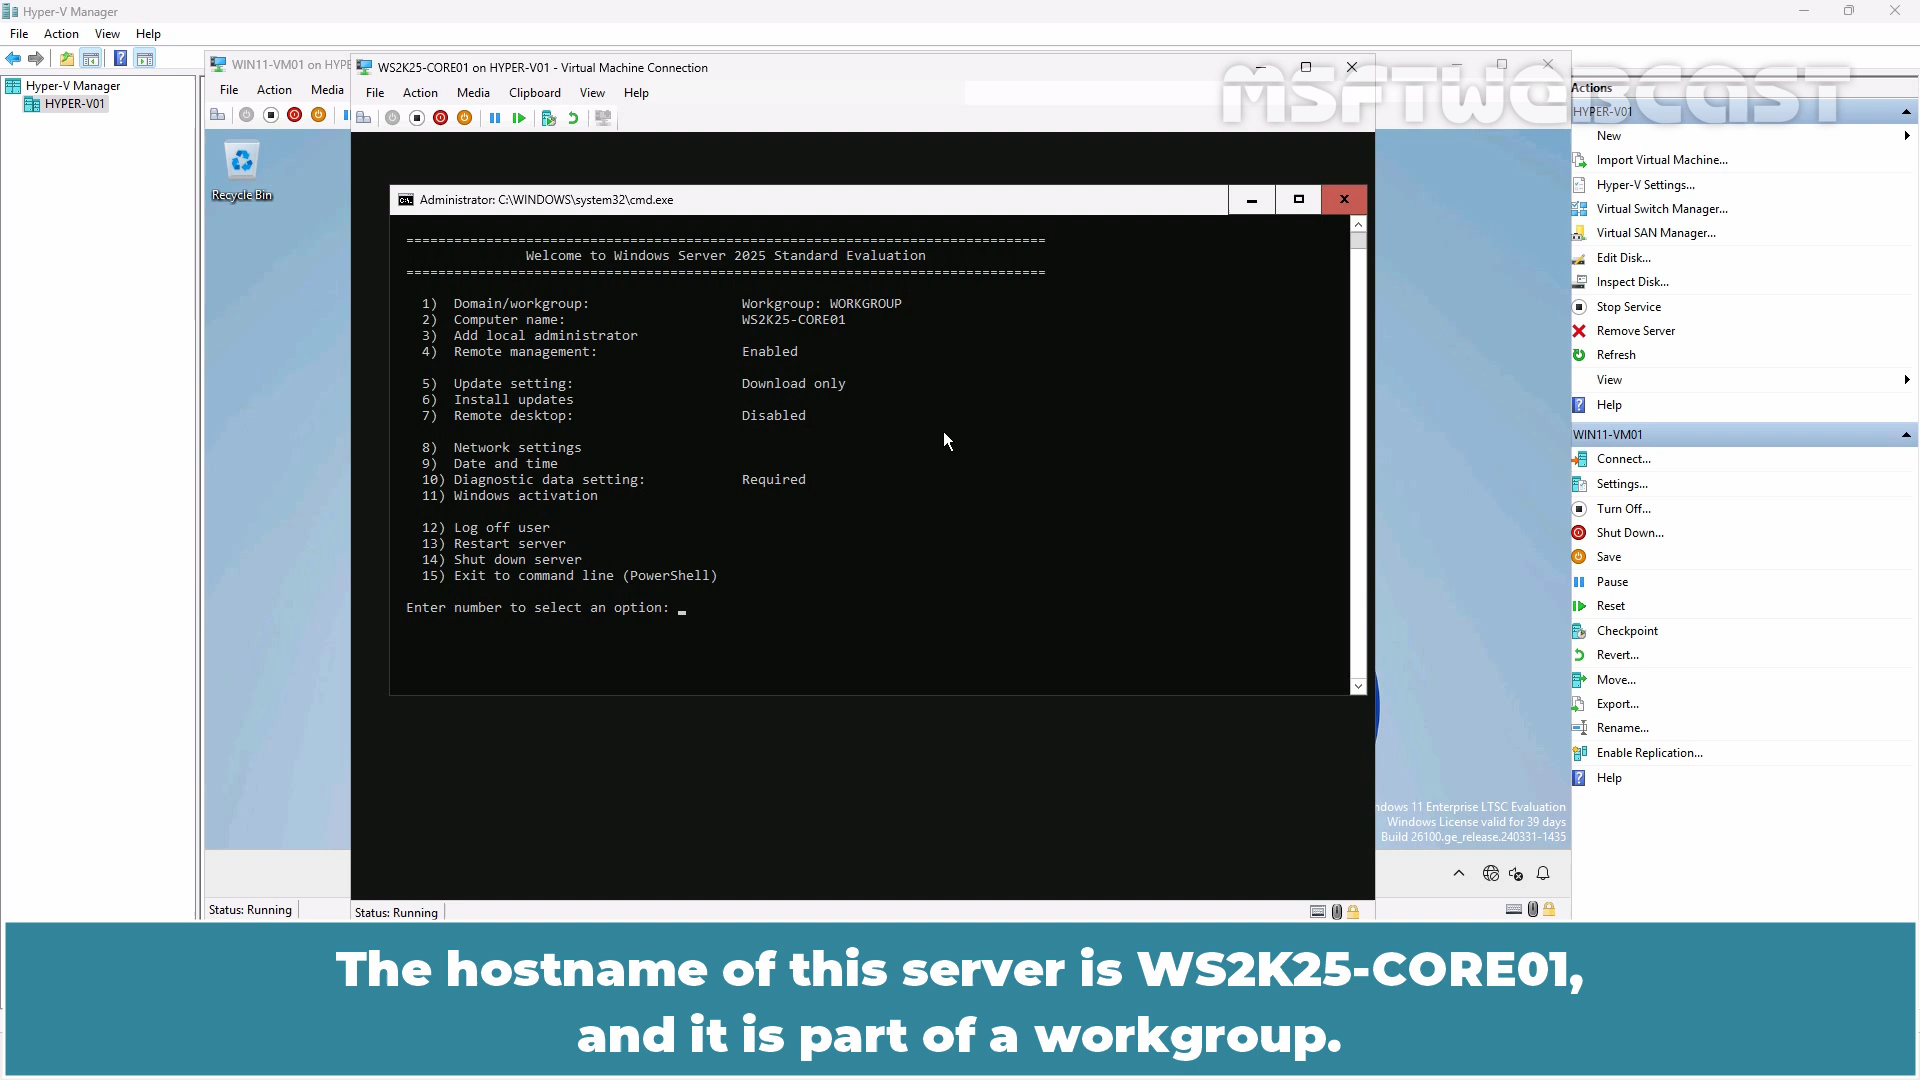 Hyper-V Manager
File Action View Help
Hyper-V Manager
HYPER-V01
WIN11-VM01 on HYPE
File Action Media
Recycle Bin
Status: Running
WS2K25-CORE01 on HYPER-V01 - Virtual Machine Connection
File Action Media Clipboard View Help
Administrator: C:\WINDOWS\system32\cmd.exe
================================================================================
Welcome to Windows Server 2025 Standard Evaluation
================================================================================
1) Domain/workgroup: Workgroup: WORKGROUP
2) Computer name: WS2K25-CORE01
3) Add local administrator
4) Remote management: Enabled
5) Update setting: Download only
6) Install updates
7) Remote desktop: Disabled
8) Network settings
9) Date and time
10) Diagnostic data setting: Required
11) Windows activation
12) Log off user
13) Restart server
14) Shut down server
15) Exit to command line (PowerShell)
Enter number to select an option: _
Status: Running
ndows 11 Enterprise LTSC Evaluation
Windows License valid for 39 days
Build 26100.ge_release.240331-1435
MSFTWEBCAST
Actions
HYPER-V01
New
Import Virtual Machine...
Hyper-V Settings...
Virtual Switch Manager...
Virtual SAN Manager...
Edit Disk...
Inspect Disk...
Stop Service
Remove Server
Refresh
View
Help
WIN11-VM01
Connect...
Settings...
Turn Off...
Shut Down...
Save
Pause
Reset
Checkpoint
Revert...
Move...
Export...
Rename...
Enable Replication...
Help
The hostname of this server is WS2K25-CORE01,
and it is part of a workgroup.